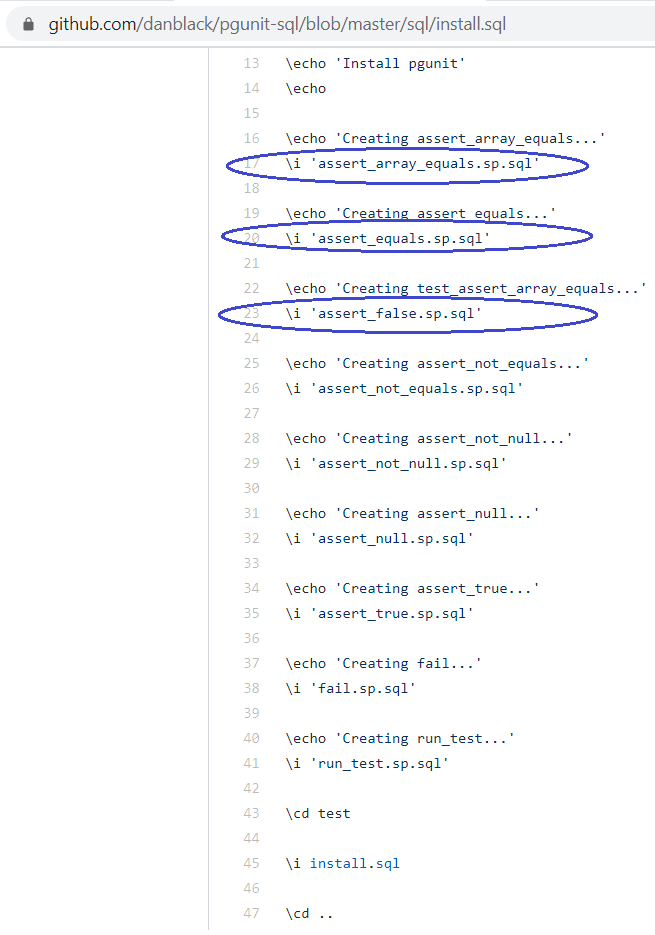 github.com/danblack/pgunit-sql/blob/master/sql/install.sql
13 \echo 'Install pgunit'
14 \echo
15
16 \echo 'Creating assert_array_equals...'
17 \i 'assert_array_equals.sp.sql'
18
19 \echo 'Creating assert_equals...'
20 \i 'assert_equals.sp.sql'
21
22 \echo 'Creating test_assert_array_equals...'
23 \i 'assert_false.sp.sql'
24
25 \echo 'Creating assert_not_equals...'
26 \i 'assert_not_equals.sp.sql'
27
28 \echo 'Creating assert_not_null...'
29 \i 'assert_not_null.sp.sql'
30
31 \echo 'Creating assert_null...'
32 \i 'assert_null.sp.sql'
33
34 \echo 'Creating assert_true...'
35 \i 'assert_true.sp.sql'
36
37 \echo 'Creating fail...'
38 \i 'fail.sp.sql'
39
40 \echo 'Creating run_test...'
41 \i 'run_test.sp.sql'
42
43 \cd test
44
45 \i install.sql
46
47 \cd ..